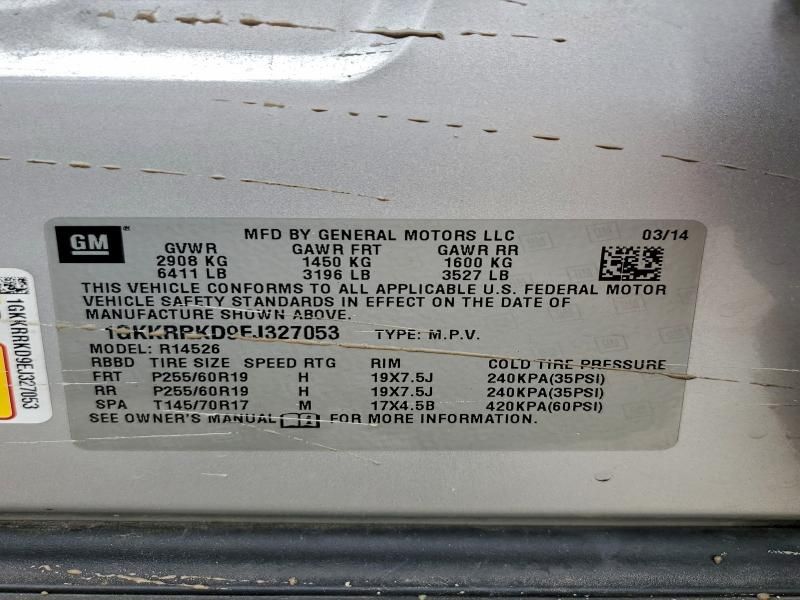 GM
MFD BY GENERAL MOTORS LLC 03/14
GVWR GAWR FRT GAWR RR
2908 KG 1450 KG 1600 KG
6411 LB 3196 LB 3527 LB
THIS VEHICLE CONFORMS TO ALL APPLICABLE U.S. FEDERAL MOTOR
VEHICLE SAFETY STANDARDS IN EFFECT ON THE DATE OF
MANUFACTURE SHOWN ABOVE.
1GKKRRKD9EJ327053 TYPE: M.P.V.
MODEL: R14526
RBBD TIRE SIZE SPEED RTG RIM COLD TIRE PRESSURE
FRT P255/60R19 H 19X7.5J 240KPA(35PSI)
RR P255/60R19 H 19X7.5J 240KPA(35PSI)
SPA T145/70R17 M 17X4.5B 420KPA(60PSI)
SEE OWNER'S MANUAL FOR MORE INFORMATION.
1GKKRRKD9EJ327053